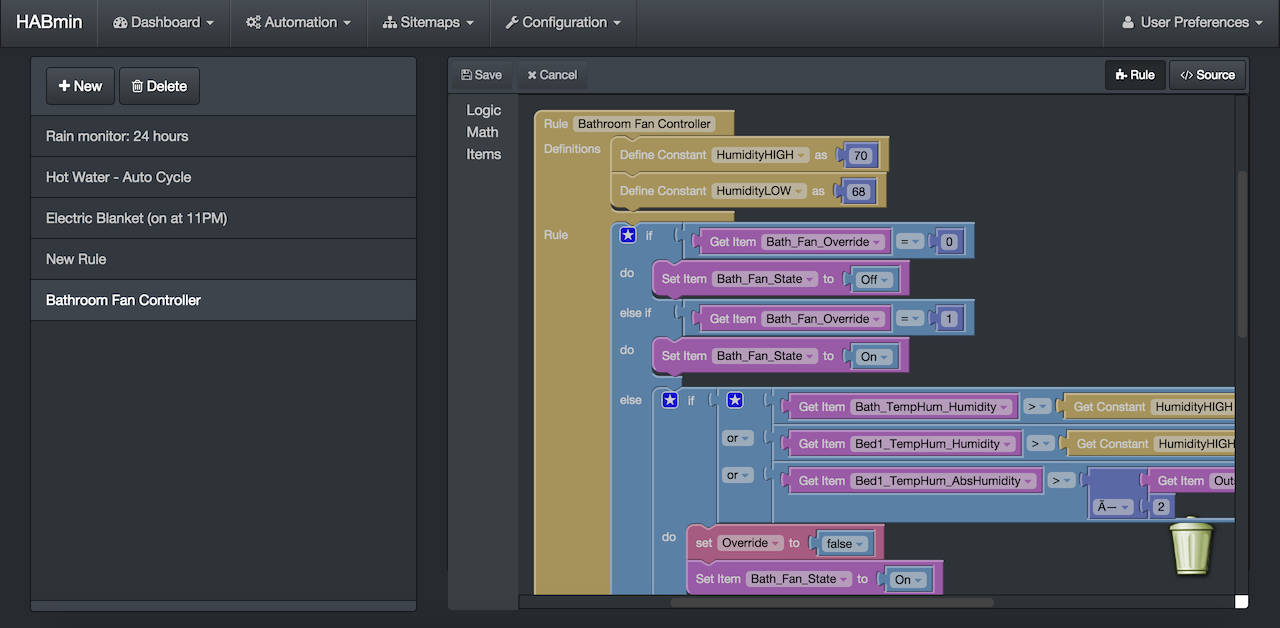 HABmin Dashboard Automation Sitemaps Configuration User Preferences
New Delete
Rain monitor: 24 hours
Hot Water - Auto Cycle
Electric Blanket (on at 11PM)
New Rule
Bathroom Fan Controller
Save Cancel Rule Source
Logic
Math
Items
Rule Bathroom Fan Controller
Definitions Define Constant HumidityHIGH as 70
Define Constant HumidityLOW as 68
Rule if Get Item Bath_Fan_Override = 0
do Set Item Bath_Fan_State to Off
else if Get Item Bath_Fan_Override = 1
do Set Item Bath_Fan_State to On
else if Get Item Bath_TempHum_Humidity > Get Constant HumidityHIGH
or Get Item Bed1_TempHum_Humidity > Get Constant HumidityHIGH
or Get Item Bed1_TempHum_AbsHumidity > Get Item
Ã— 2
do set Override to false
Set Item Bath_Fan_State to On